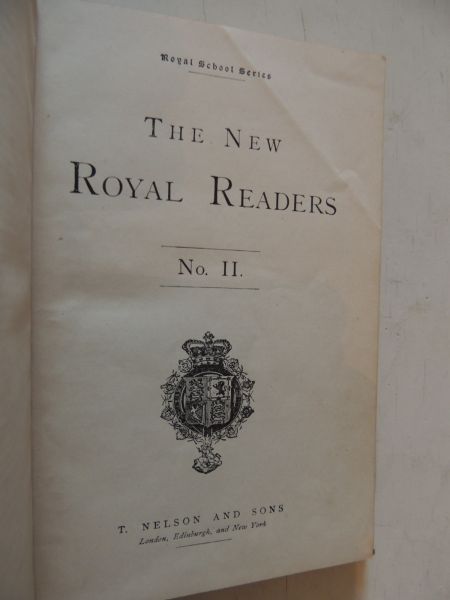 Royal School Series
THE NEW
ROYAL READERS
No. II.
T. NELSON AND SONS
London, Edinburgh, and New York